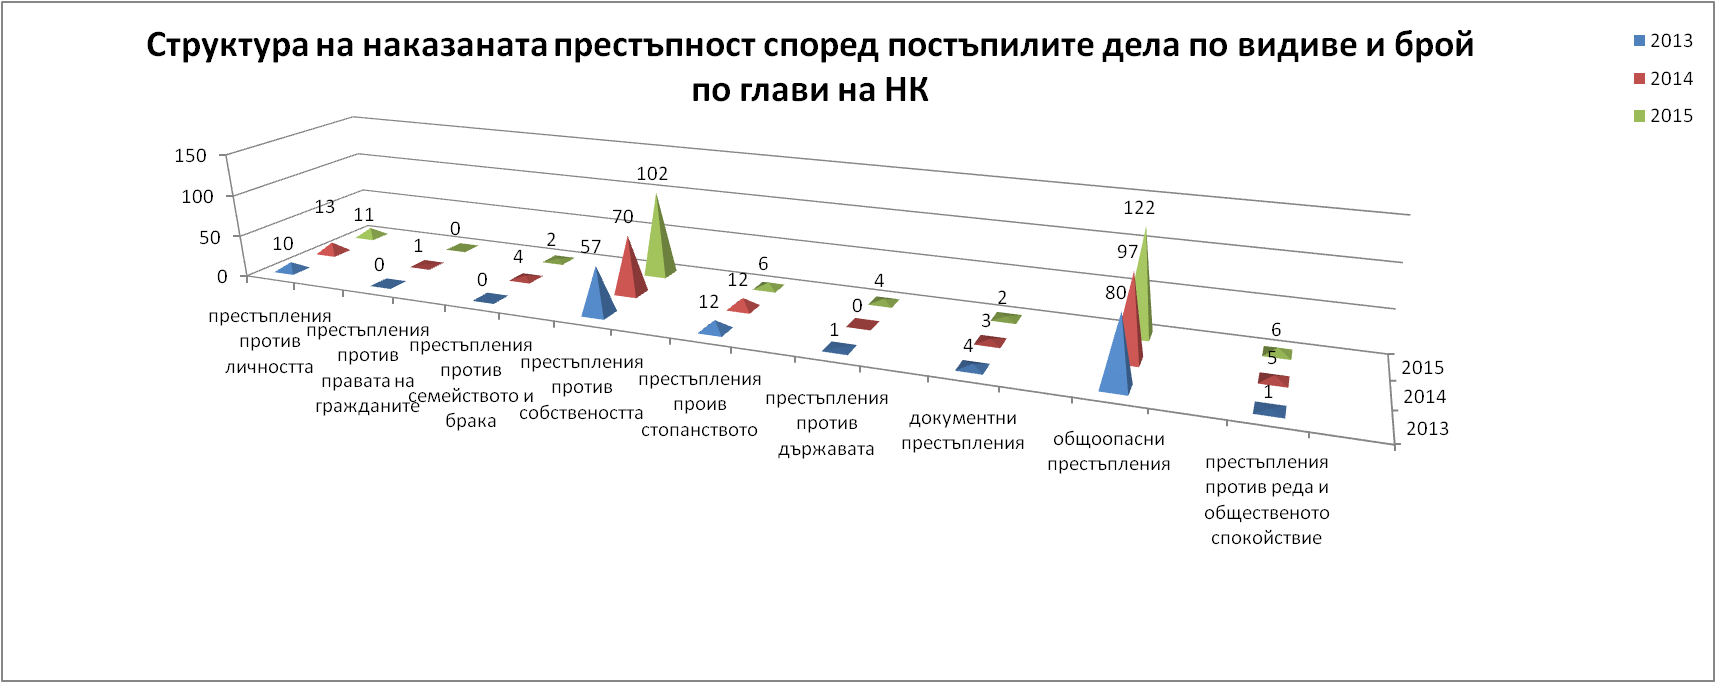 Структура на наказаната престъпност според постъпилите дела по видиве и брой
по глави на НК
2013
2014
2015
150
100
50
0
10
13
11
0
1
0
0
4
2
57
70
102
12
12
6
1
0
4
4
3
2
80
97
122
1
5
6
престъпления
против
личността
престъпления
против
правата на
гражданите
престъпления
против
семейството и
брака
престъпления
против
собствеността
престъпления
проив
стопанството
престъпления
против
държавата
документни
престъпления
общоопасни
престъпления
престъпления
против реда и
общественото
спокойствие
2015
2014
2013